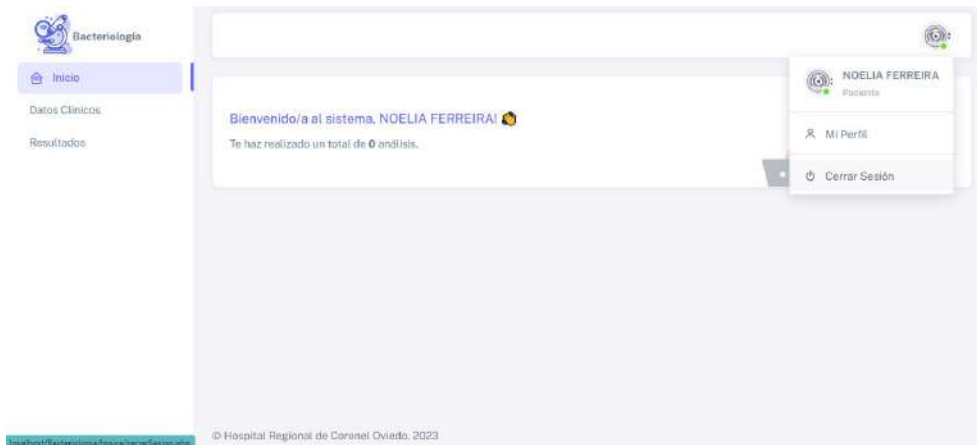 Bacteriología
Inicio
Datos Clínicos
Resultados
NOELIA FERREIRA
Paciente
Mi Perfil
Cerrar Sesión
Bienvenido/a al sistema, NOELIA FERREIRA!
Te haz realizado un total de 0 análisis.
© Hospital Regional de Coronel Oviedo, 2023